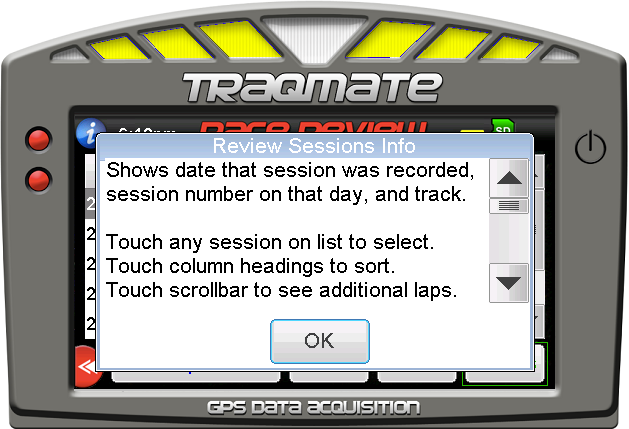 TRAQMATE
SD
Review Sessions Info
Shows date that session was recorded,
session number on that day, and track.
Touch any session on list to select.
Touch column headings to sort.
Touch scrollbar to see additional laps.
OK
GPS DATA ACQUISITION